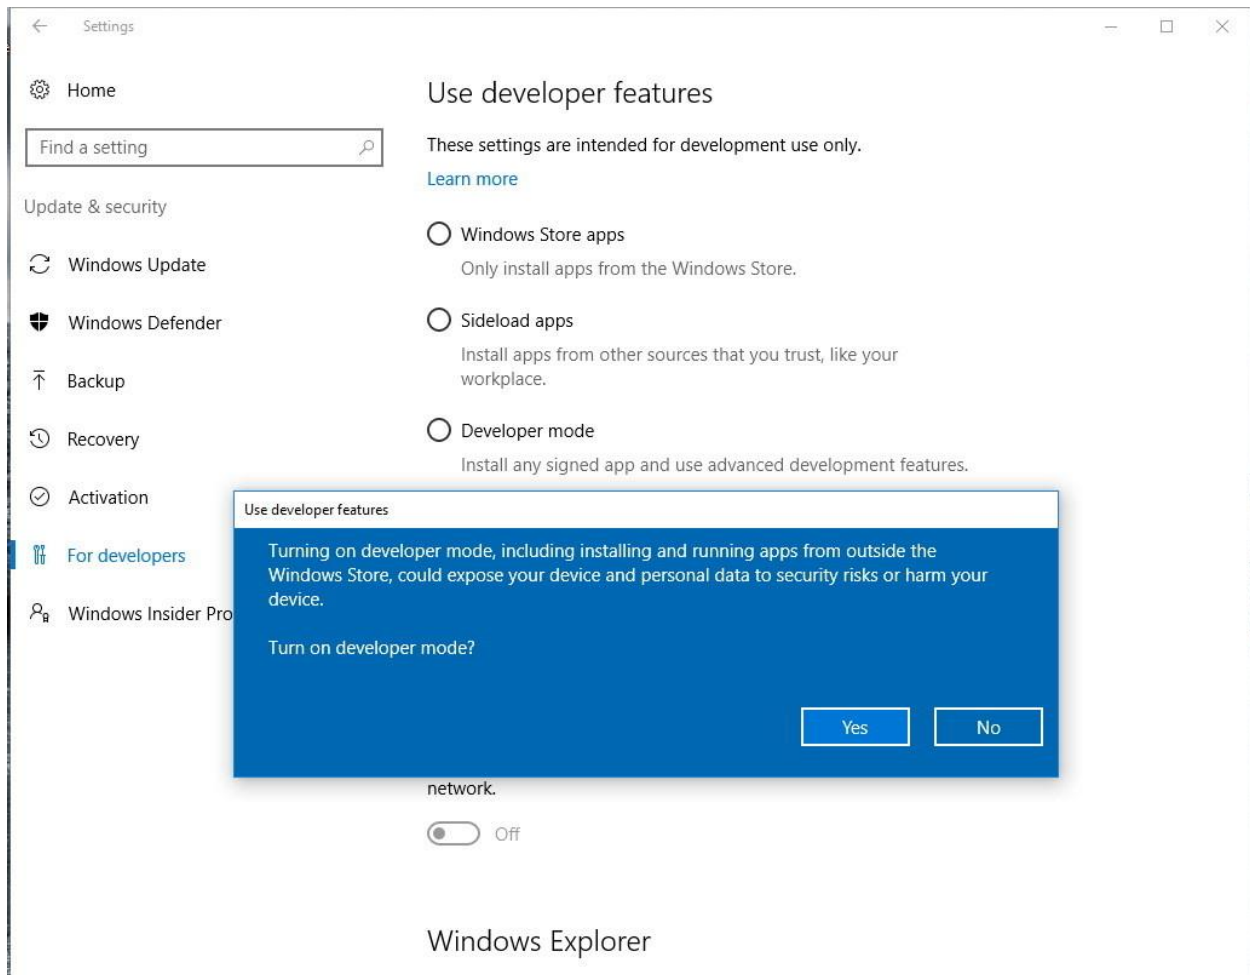 Settings
Home
Find a setting
Update & security
Windows Update
Windows Defender
Backup
Recovery
Activation
For developers
Windows Insider Pro
Use developer features
These settings are intended for development use only.
Learn more
Windows Store apps
Only install apps from the Windows Store.
Sideload apps
Install apps from other sources that you trust, like your
workplace.
Developer mode
Install any signed app and use advanced development features.
Use developer features
Turning on developer mode, including installing and running apps from outside the
Windows Store, could expose your device and personal data to security risks or harm your
device.
Turn on developer mode?
Yes
No
network.
Off
Windows Explorer